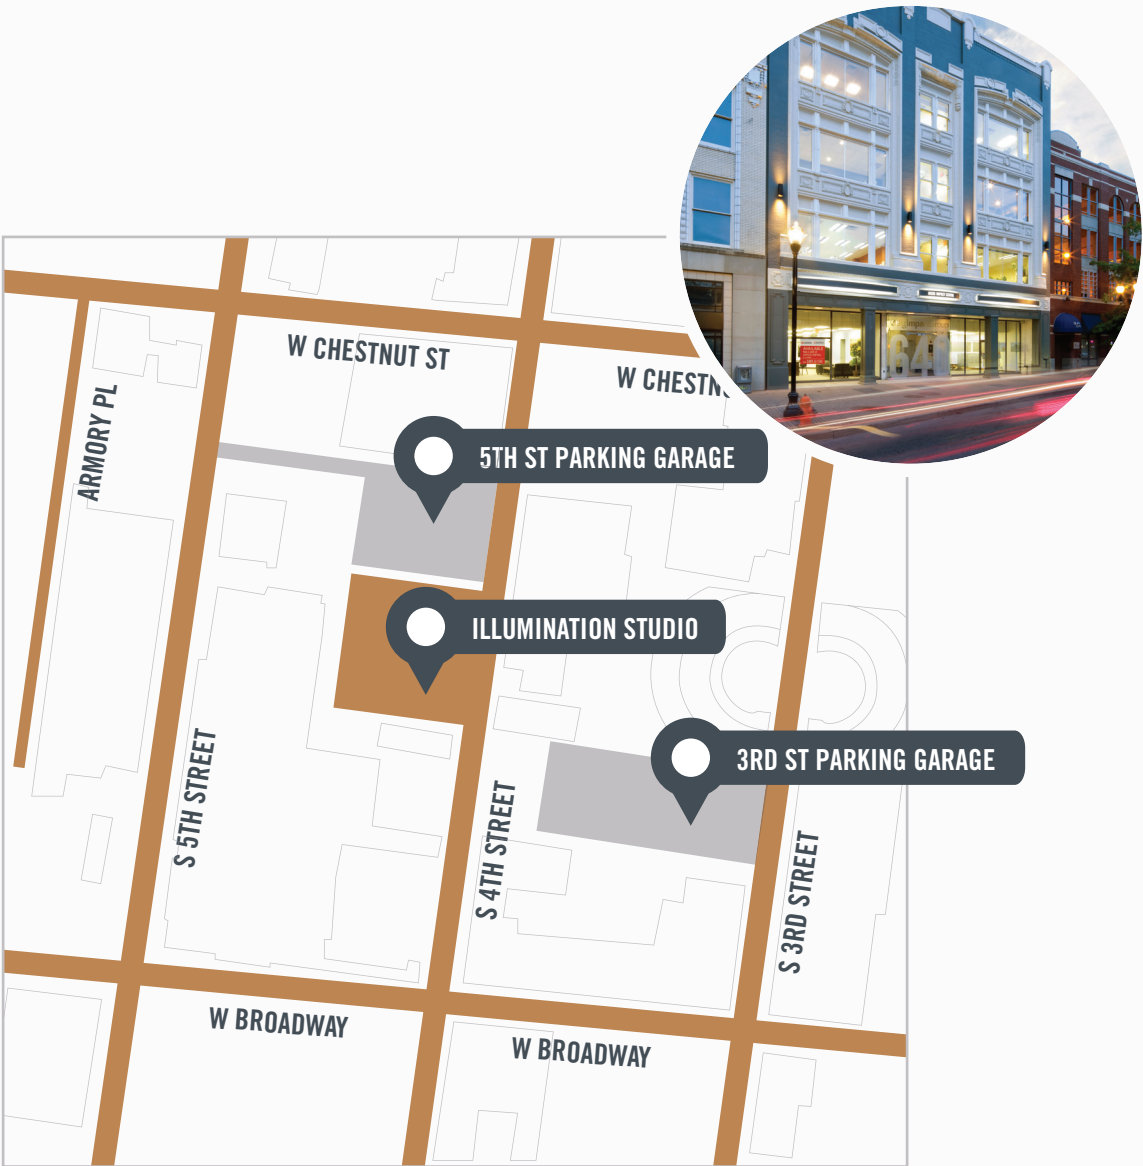 W CHESTNUT ST
W CHESTN
ARMORY PL
5TH ST PARKING GARAGE
ILLUMINATION STUDIO
3RD ST PARKING GARAGE
S 5TH STREET
S 4TH STREET
S 3RD STREET
W BROADWAY
W BROADWAY